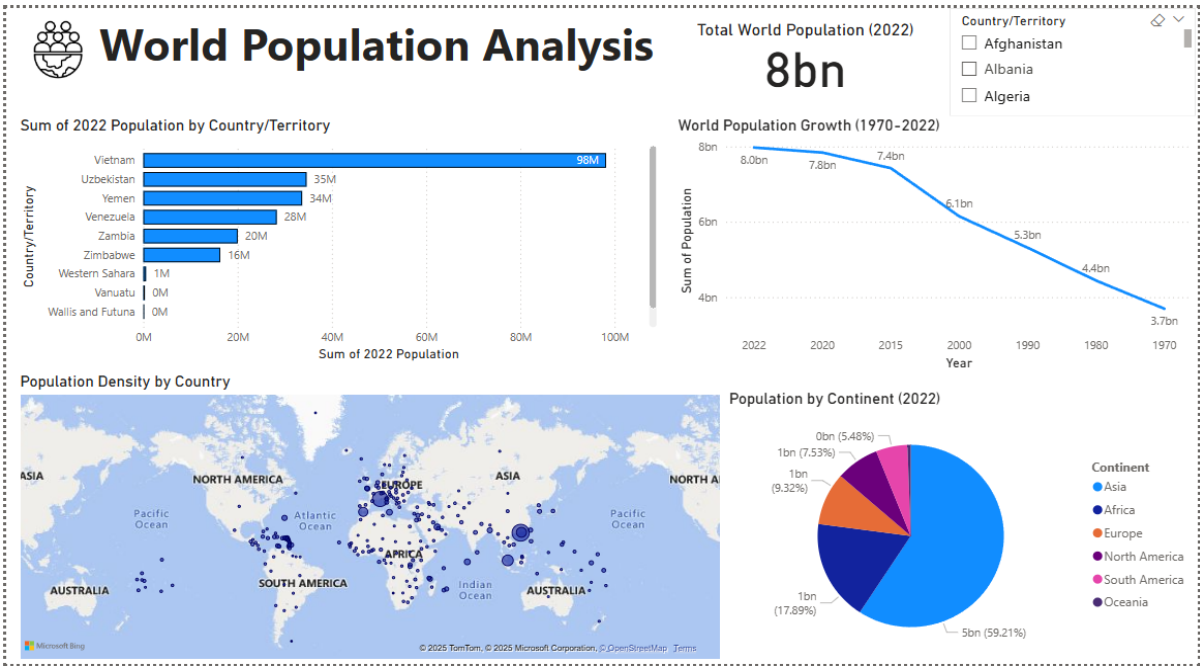 World Population Analysis
Total World Population (2022)
8bn
Country/Territory
Afghanistan
Albania
Algeria
Sum of 2022 Population by Country/Territory
Country/Territory
Vietnam 98M
Uzbekistan 35M
Yemen 34M
Venezuela 28M
Zambia 20M
Zimbabwe 16M
Western Sahara 1M
Vanuatu 0M
Wallis and Futuna 0M
0M 20M 40M 60M 80M 100M
Sum of 2022 Population
World Population Growth (1970-2022)
Sum of Population
8bn
6bn
4bn
8.0bn
7.8bn
7.4bn
6.1bn
5.3bn
4.4bn
3.7bn
2022 2020 2015 2000 1990 1980 1970
Year
Population Density by Country
ASIA
NORTH AMERICA
EUROPE
ASIA
NORTH A
Pacific
Ocean
Atlantic
Ocean
Pacific
Ocean
AFRICA
SOUTH AMERICA
Indian
Ocean
AUSTRALIA
AUSTRALIA
Microsoft Bing
© 2025 TomTom, © 2025 Microsoft Corporation, © OpenStreetMap Terms
Population by Continent (2022)
0bn (5.48%)
1bn (7.53%)
1bn
(9.32%)
1bn
(17.89%)
5bn (59.21%)
Continent
Asia
Africa
Europe
North America
South America
Oceania